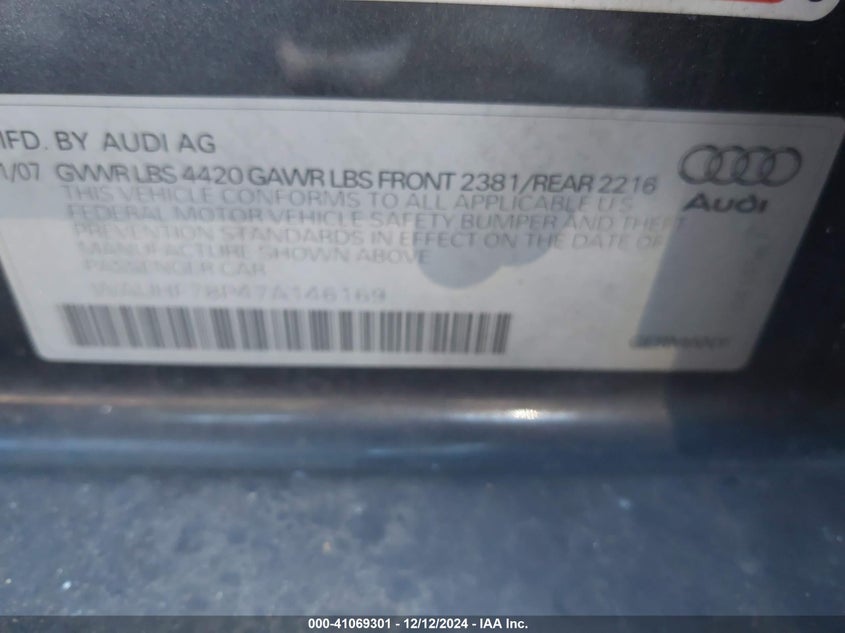 MFD. BY AUDI AG
1/07 GVWR LBS 4420 GAWR LBS FRONT 2381/REAR 2216
THIS VEHICLE CONFORMS TO ALL APPLICABLE U.S.
FEDERAL MOTOR VEHICLE SAFETY BUMPER AND THEFT
PREVENTION STANDARDS IN EFFECT ON THE DATE OF
MANUFACTURE SHOWN ABOVE
PASSENGER CAR
WAUHF78P47A146169
Audi
000-41069301 - 12/12/2024 - IAA Inc.